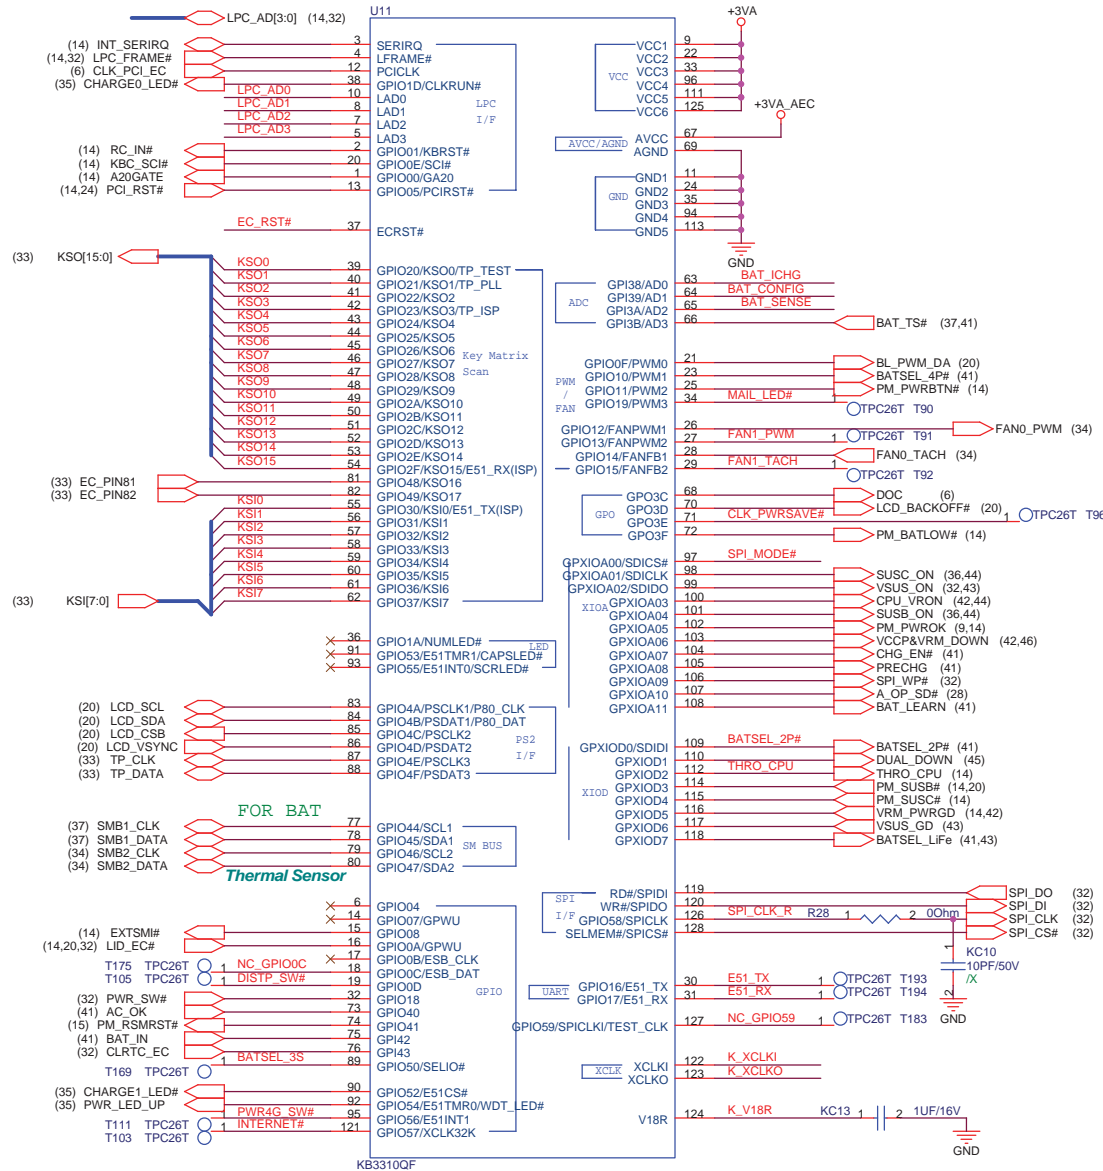 LPC_AD[3:0] (14,32)
U11
+3VA
(14) INT_SERIRQ 3 SERIRQ
(14,32) LPC_FRAME# 4 LFRAME#
(6) CLK_PCI_EC 12 PCICLK
(35) CHARGE0_LED# 38 GPIO1D/CLKRUN#
LPC_AD0 10 LAD0
LPC_AD1 8 LAD1
LPC_AD2 7 LAD2
LPC_AD3 5 LAD3
LPC
I/F
(14) RC_IN# 2 GPIO01/KBRST#
(14) KBC_SCI# 20 GPIO0E/SCI#
(14) A20GATE 1 GPIO00/GA20
(14,24) PCI_RST# 13 GPIO05/PCIRST#
EC_RST# 37 ECRST#
(33) KSO[15:0]
KSO0 39 GPIO20/KSO0/TP_TEST
KSO1 40 GPIO21/KSO1/TP_PLL
KSO2 41 GPIO22/KSO2
KSO3 42 GPIO23/KSO3/TP_ISP
KSO4 43 GPIO24/KSO4
KSO5 44 GPIO25/KSO5
KSO6 45 GPIO26/KSO6
KSO7 46 GPIO27/KSO7
KSO8 47 GPIO28/KSO8
KSO9 48 GPIO29/KSO9
KSO10 49 GPIO2A/KSO10
KSO11 50 GPIO2B/KSO11
KSO12 51 GPIO2C/KSO12
KSO13 52 GPIO2D/KSO13
KSO14 53 GPIO2E/KSO14
KSO15 54 GPIO2F/KSO15/E51_RX(ISP)
Key Matrix
Scan
(33) EC_PIN81 81 GPIO48/KSO16
(33) EC_PIN82 82 GPIO49/KSO17
KSI0 55 GPIO30/KSI0/E51_TX(ISP)
KSI1 56 GPIO31/KSI1
KSI2 57 GPIO32/KSI2
KSI3 58 GPIO33/KSI3
KSI4 59 GPIO34/KSI4
KSI5 60 GPIO35/KSI5
KSI6 61 GPIO36/KSI6
KSI7 62 GPIO37/KSI7
(33) KSI[7:0]
36 GPIO1A/NUMLED#
91 GPIO53/E51TMR1/CAPSLED#
93 GPIO55/E51INT0/SCRLED#
LED
(20) LCD_SCL 83 GPIO4A/PSCLK1/P80_CLK
(20) LCD_SDA 84 GPIO4B/PSDAT1/P80_DAT
(20) LCD_CSB 85 GPIO4C/PSCLK2
(20) LCD_VSYNC 86 GPIO4D/PSDAT2
(33) TP_CLK 87 GPIO4E/PSCLK3
(33) TP_DATA 88 GPIO4F/PSDAT3
PS2
I/F
FOR BAT
(37) SMB1_CLK 77 GPIO44/SCL1
(37) SMB1_DATA 78 GPIO45/SDA1
(34) SMB2_CLK 79 GPIO46/SCL2
(34) SMB2_DATA 80 GPIO47/SDA2
SM BUS
Thermal Sensor
6 GPIO04
14 GPIO07/GPWU
(14) EXTSMI# 15 GPIO08
(14,20,32) LID_EC# 16 GPIO0A/GPWU
17 GPIO0B/ESB_CLK
T175 TPC26T 1 NC_GPIO0C 18 GPIO0C/ESB_DAT
T105 TPC26T 1 DISTP_SW# 19 GPIO0D
GPIO
(32) PWR_SW# 32 GPIO18
(41) AC_OK 73 GPIO40
(15) PM_RSMRST# 74 GPIO41
(41) BAT_IN 75 GPI42
(32) CLRTC_EC 76 GPI43
T169 TPC26T 1 BATSEL_3S 89 GPIO50/SELIO#
(35) CHARGE1_LED# 90 GPIO52/E51CS#
(35) PWR_LED_UP 92 GPIO54/E51TMR0/WDT_LED#
T111 TPC26T 1 PWR4G_SW# 95 GPIO56/E51INT1
T103 TPC26T 1 INTERNET# 121 GPIO57/XCLK32K
KB3310QF
VCC1 9
VCC2 22
VCC3 33
VCC4 96
VCC5 111
VCC6 125
VCC
+3VA_AEC
AVCC 67
AGND 69
AVCC/AGND
GND1 11
GND2 24
GND3 35
GND4 94
GND5 113
GND
GND
GPI38/AD0 63 BAT_ICHG
GPI39/AD1 64 BAT_CONFIG
GPI3A/AD2 65 BAT_SENSE
GPI3B/AD3 66 BAT_TS# (37,41)
ADC
GPIO0F/PWM0 21 BL_PWM_DA (20)
GPIO10/PWM1 23 BATSEL_4P# (41)
GPIO11/PWM2 25 PM_PWRBTN# (14)
GPIO19/PWM3 34 MAIL_LED# 1 TPC26T T90
PWM
/
FAN
GPIO12/FANPWM1 26 FAN0_PWM (34)
GPIO13/FANPWM2 27 FAN1_PWM 1 TPC26T T91
GPIO14/FANFB1 28 FAN0_TACH (34)
GPIO15/FANFB2 29 FAN1_TACH 1 TPC26T T92
GPO3C 68 DOC (6)
GPO3D 70 LCD_BACKOFF# (20)
GPO3E 71 CLK_PWRSAVE# 1 TPC26T T96
GPO3F 72 PM_BATLOW# (14)
GPO
GPXIOA00/SDICS# 97 SPI_MODE#
GPXIOA01/SDICLK 98 SUSC_ON (36,44)
GPXIOA02/SDIDO 99 VSUS_ON (32,43)
GPXIOA03 100 CPU_VRON (42,44)
GPXIOA04 101 SUSB_ON (36,44)
GPXIOA05 102 PM_PWROK (9,14)
GPXIOA06 103 VCCP&VRM_DOWN (42,46)
GPXIOA07 104 CHG_EN# (41)
GPXIOA08 105 PRECHG (41)
GPXIOA09 106 SPI_WP# (32)
GPXIOA10 107 A_OP_SD# (28)
GPXIOA11 108 BAT_LEARN (41)
XIOA
GPXIOD0/SDIDI 109 BATSEL_2P# BATSEL_2P# (41)
GPXIOD1 110 DUAL_DOWN (45)
GPXIOD2 112 THRO_CPU THRO_CPU (14)
GPXIOD3 114 PM_SUSB# (14,20)
GPXIOD4 115 PM_SUSC# (14)
GPXIOD5 116 VRM_PWRGD (14,42)
GPXIOD6 117 VSUS_GD (43)
GPXIOD7 118 BATSEL_LiFe (41,43)
XIOD
RD#/SPIDI 119 SPI_DO (32)
WR#/SPIDO 120 SPI_DI (32)
GPIO58/SPICLK 126 SPI_CLK_R R28 1 2 0Ohm SPI_CLK (32)
SELMEM#/SPICS# 128 SPI_CS# (32)
SPI
I/F
1 KC10
10PF/50V
/X
2
GND
GPIO16/E51_TX 30 E51_TX 1 TPC26T T193
GPIO17/E51_RX 31 E51_RX 1 TPC26T T194
UART
GPIO59/SPICLKI/TEST_CLK 127 NC_GPIO59 1 TPC26T T183
XCLKI 122 K_XCLKI
XCLKO 123 K_XCLKO
XCLK
V18R 124 K_V18R KC13 1 2 1UF/16V
GND